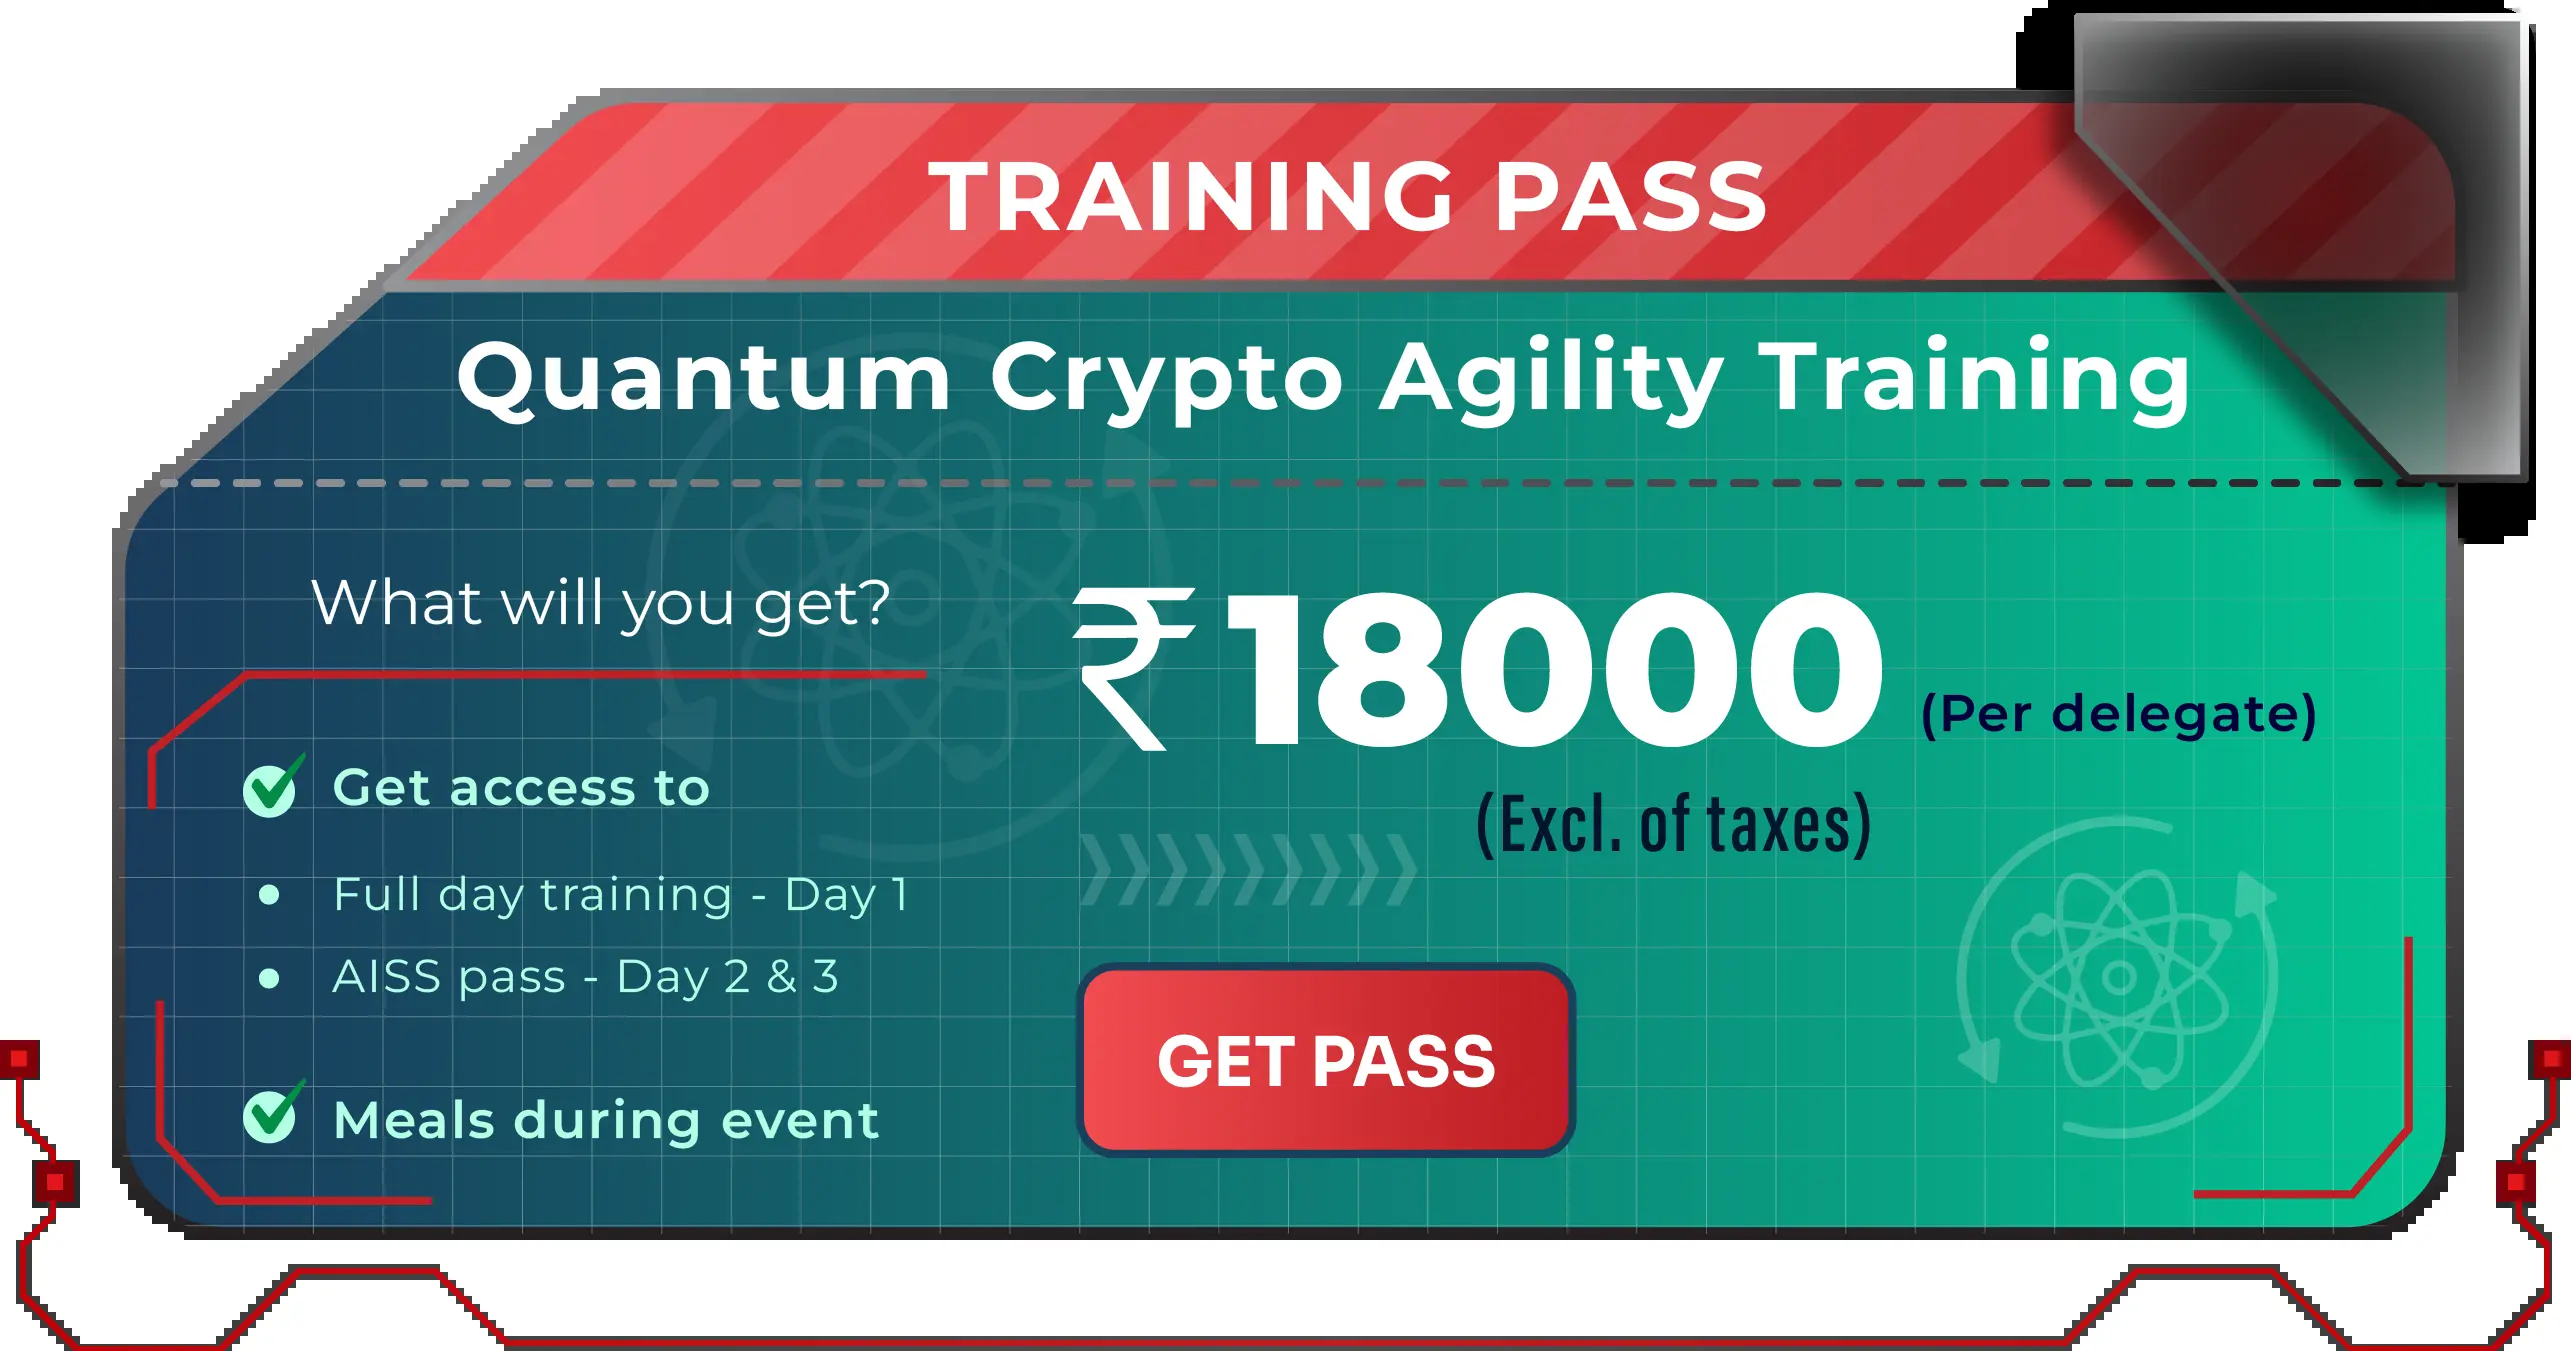 TRAINING PASS
Quantum Crypto Agility Training
What will you get?
Get access to
Full day training - Day 1
AISS pass - Day 2 & 3
Meals during event
₹ 18000 (Per delegate)
(Excl. of taxes)
GET PASS